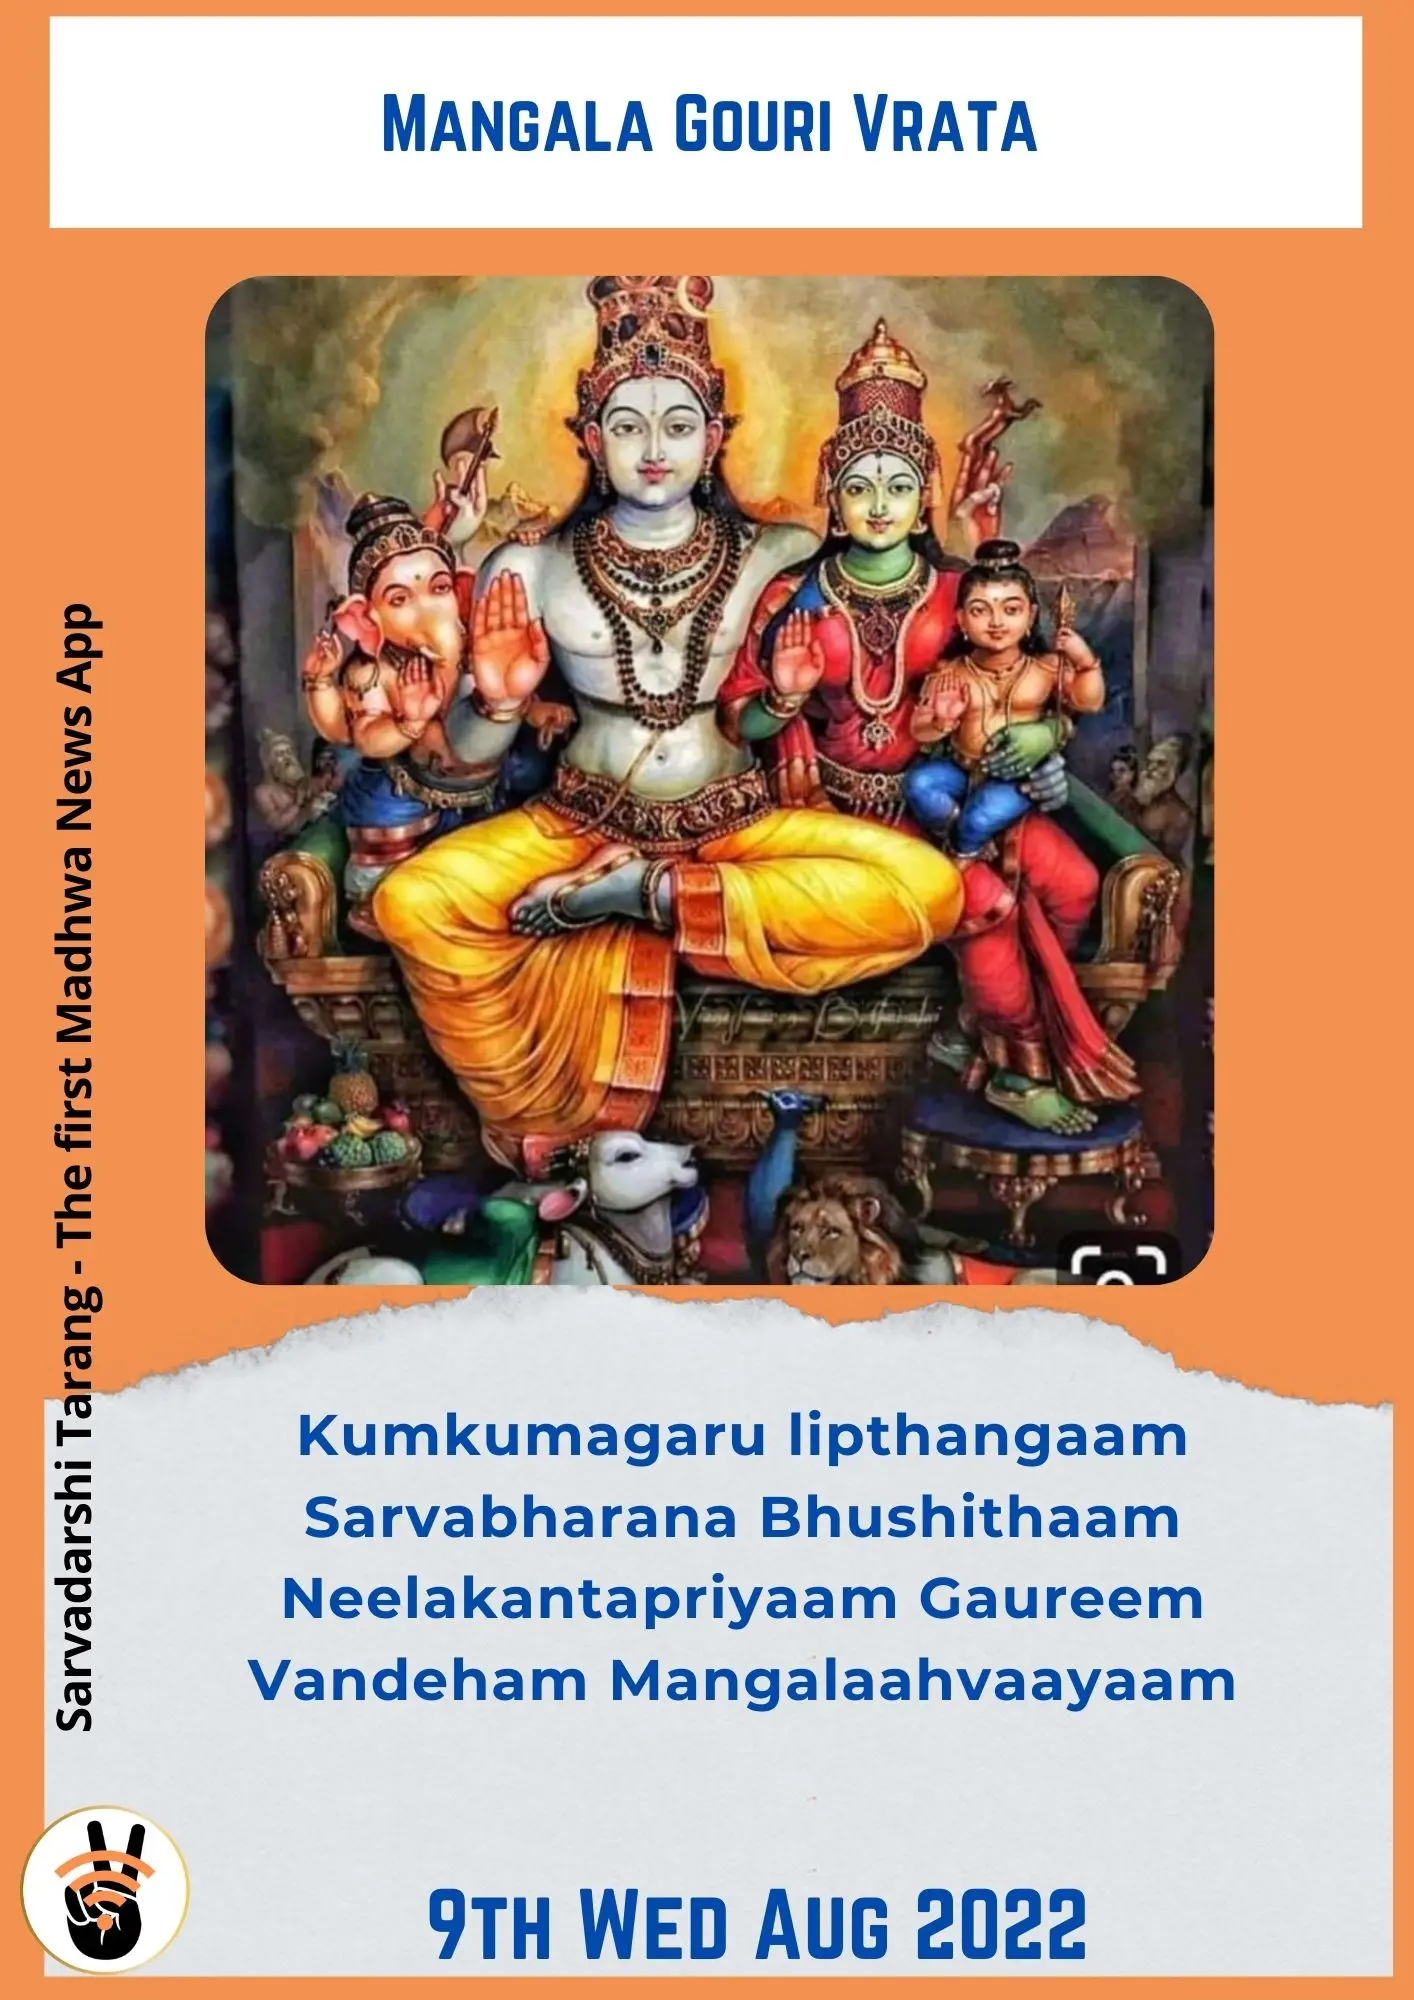 Mangala Gouri Vrata
Sarvadarshi Tarang - The first Madhwa News App
Kumkumagaru lipthangaam
Sarvabharana Bhushithaam
Neelakantapriyaam Gaureem
Vandeham Mangalaahvaayaam
9th Wed Aug 2022